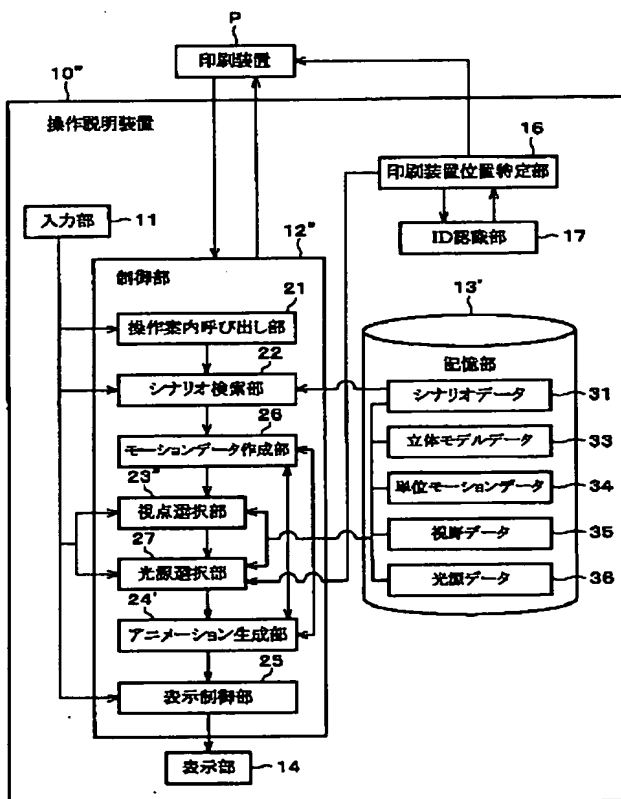 P
印刷装置
10"
操作説明装置
16
印刷装置位置特定部
入力部
11
ID認識部
17
12"
制御部
21
操作案内呼び出し部
22
シナリオ検索部
26
モーションデータ作成部
23"
視点選択部
27
光源選択部
24'
アニメーション生成部
25
表示制御部
表示部
14
13'
記憶部
シナリオデータ
31
立体モデルデータ
33
単位モーションデータ
34
視野データ
35
光源データ
36